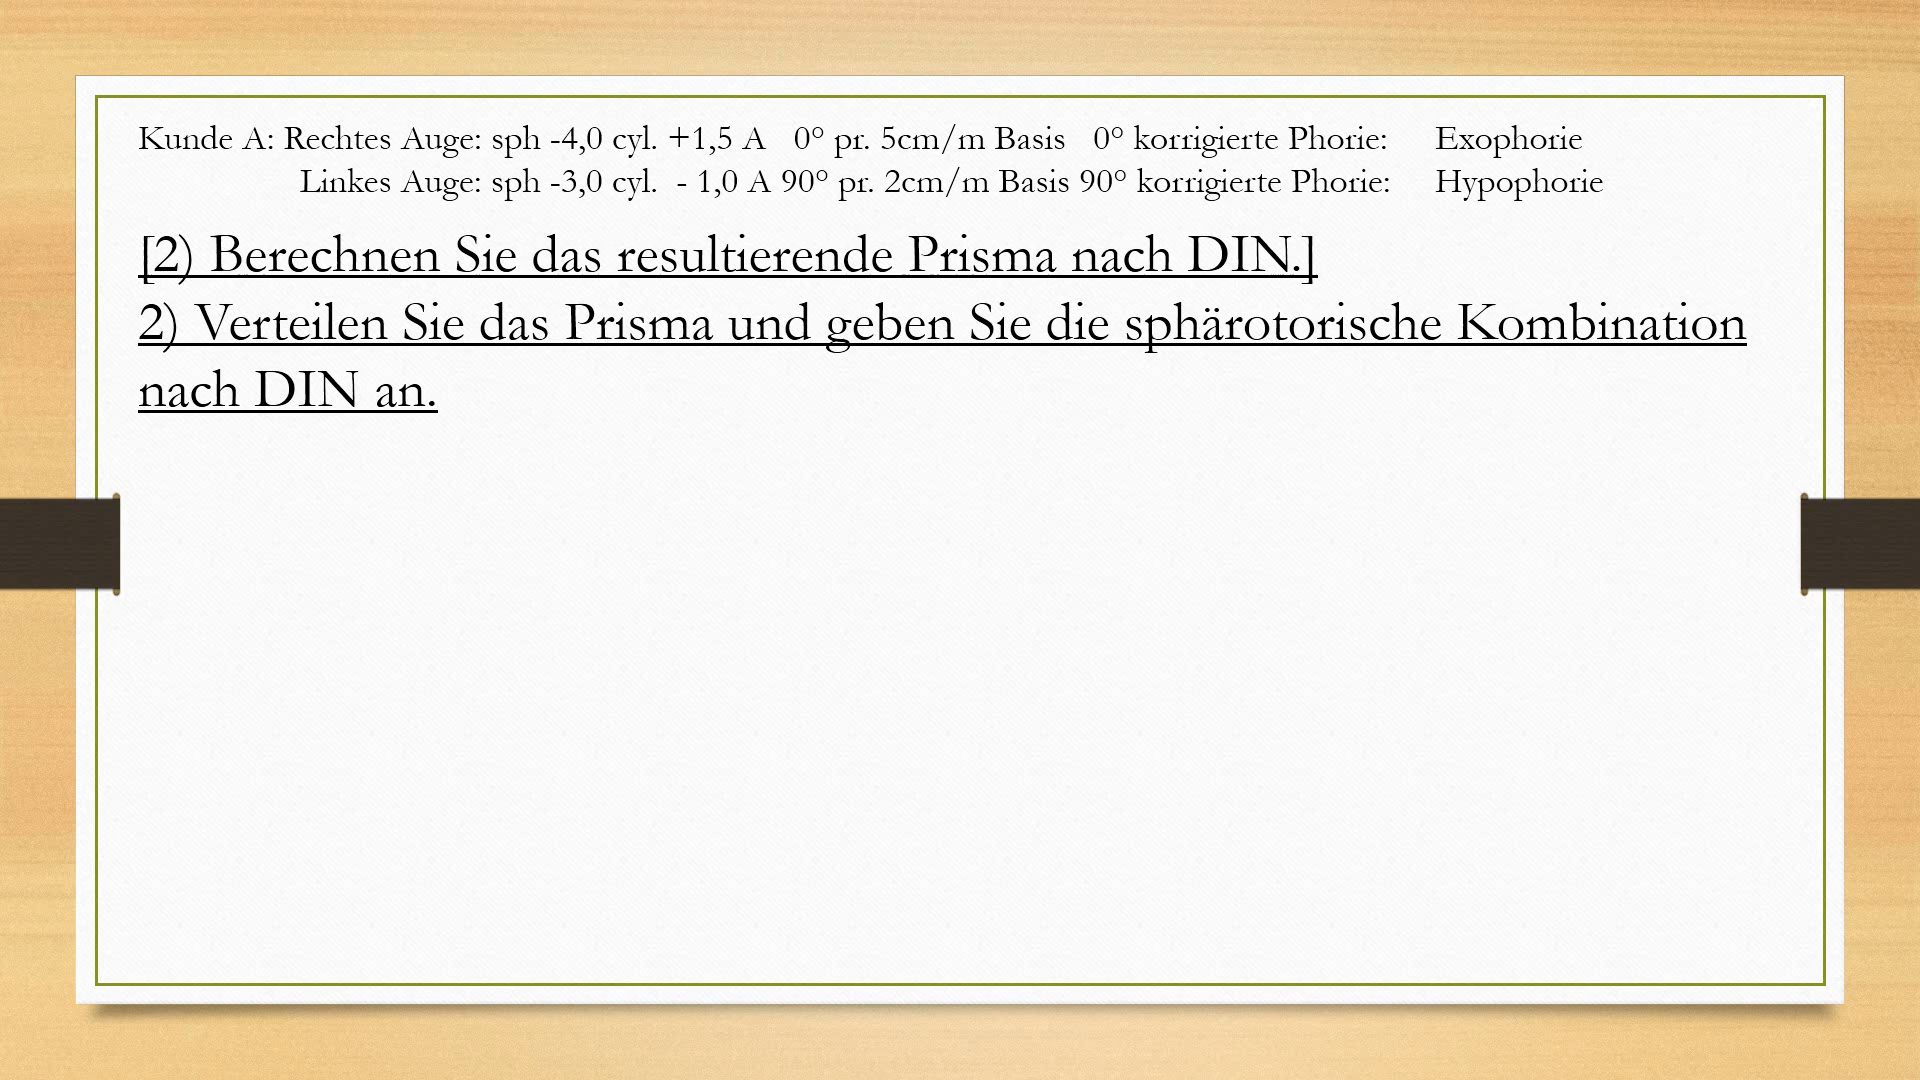 Kunde A: Rechtes Auge: sph -4,0 cyl. +1,5 A 0° pr. 5cm/m Basis 0° korrigierte Phorie: Exophorie
Linkes Auge: sph -3,0 cyl. - 1,0 A 90° pr. 2cm/m Basis 90° korrigierte Phorie: Hypophorie
[2) Berechnen Sie das resultierende Prisma nach DIN.]
2) Verteilen Sie das Prisma und geben Sie die sphärotorische Kombination
nach DIN an.